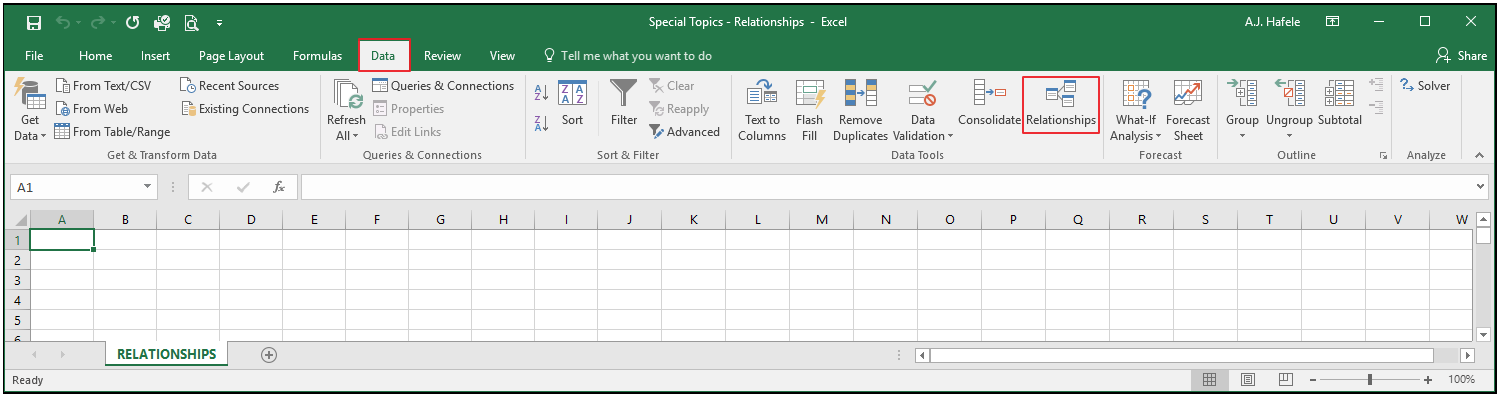 Special Topics - Relationships - Excel
A.J. Hafele
File Home Insert Page Layout Formulas Data Review View Tell me what you want to do Share
From Text/CSV Recent Sources Queries & Connections Clear Solver
From Web Existing Connections Properties Reapply
Get Data From Table/Range Refresh All Edit Links Sort Filter Advanced Text to Columns Flash Fill Remove Duplicates Data Validation Consolidate Relationships What-If Analysis Forecast Sheet Group Ungroup Subtotal
Get & Transform Data Queries & Connections Sort & Filter Data Tools Forecast Outline Analyze
A1 fx
A B C D E F G H I J K L M N O P Q R S T U V W
1
2
3
4
5
6
RELATIONSHIPS
Ready 100%